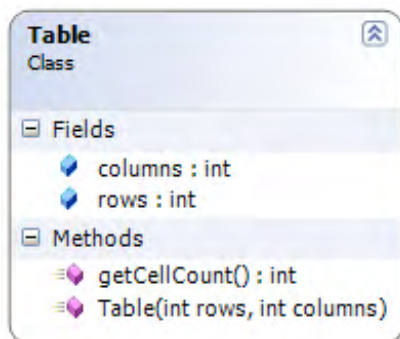 Table
Class
Fields
columns : int
rows : int
Methods
getCellCount() : int
Table(int rows, int columns)